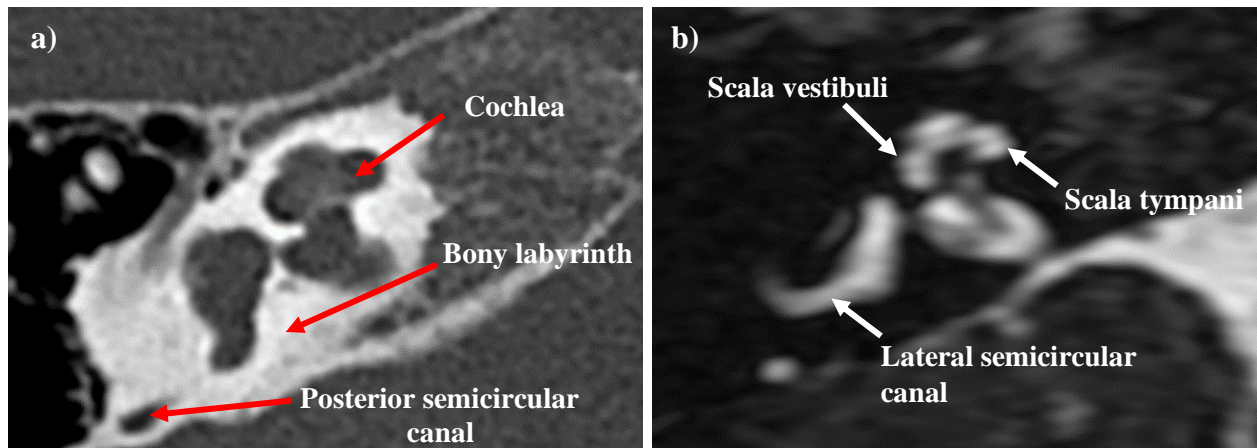 a)
Cochlea
Bony labyrinth
Posterior semicircular
canal
b)
Scala vestibuli
Scala tympani
Lateral semicircular
canal